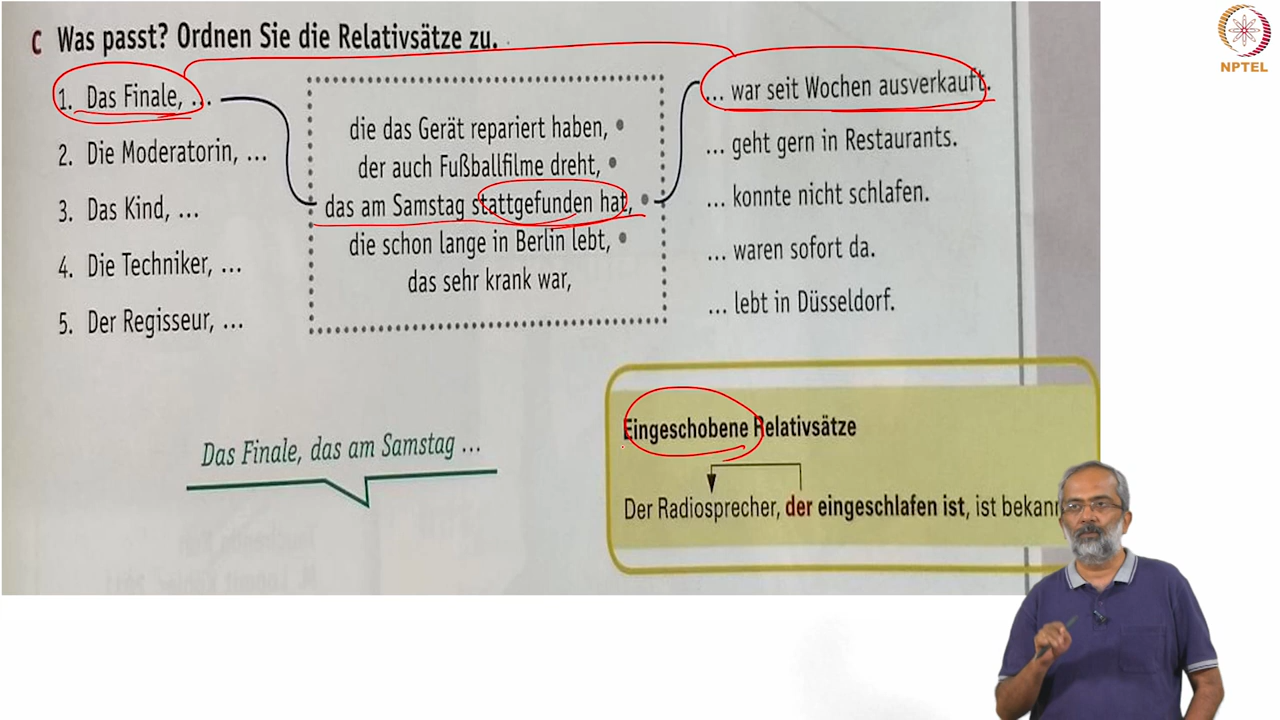 NPTEL
C Was passt? Ordnen Sie die Relativsätze zu.
1. Das Finale, ...
2. Die Moderatorin, ...
3. Das Kind, ...
4. Die Techniker, ...
5. Der Regisseur, ...
die das Gerät repariert haben,
der auch Fußballfilme dreht,
das am Samstag stattgefunden hat,
die schon lange in Berlin lebt,
das sehr krank war,
... war seit Wochen ausverkauft.
... geht gern in Restaurants.
... konnte nicht schlafen.
... waren sofort da.
... lebt in Düsseldorf.
Das Finale, das am Samstag ...
Eingeschobene Relativsätze
Der Radiosprecher, der eingeschlafen ist, ist bekan